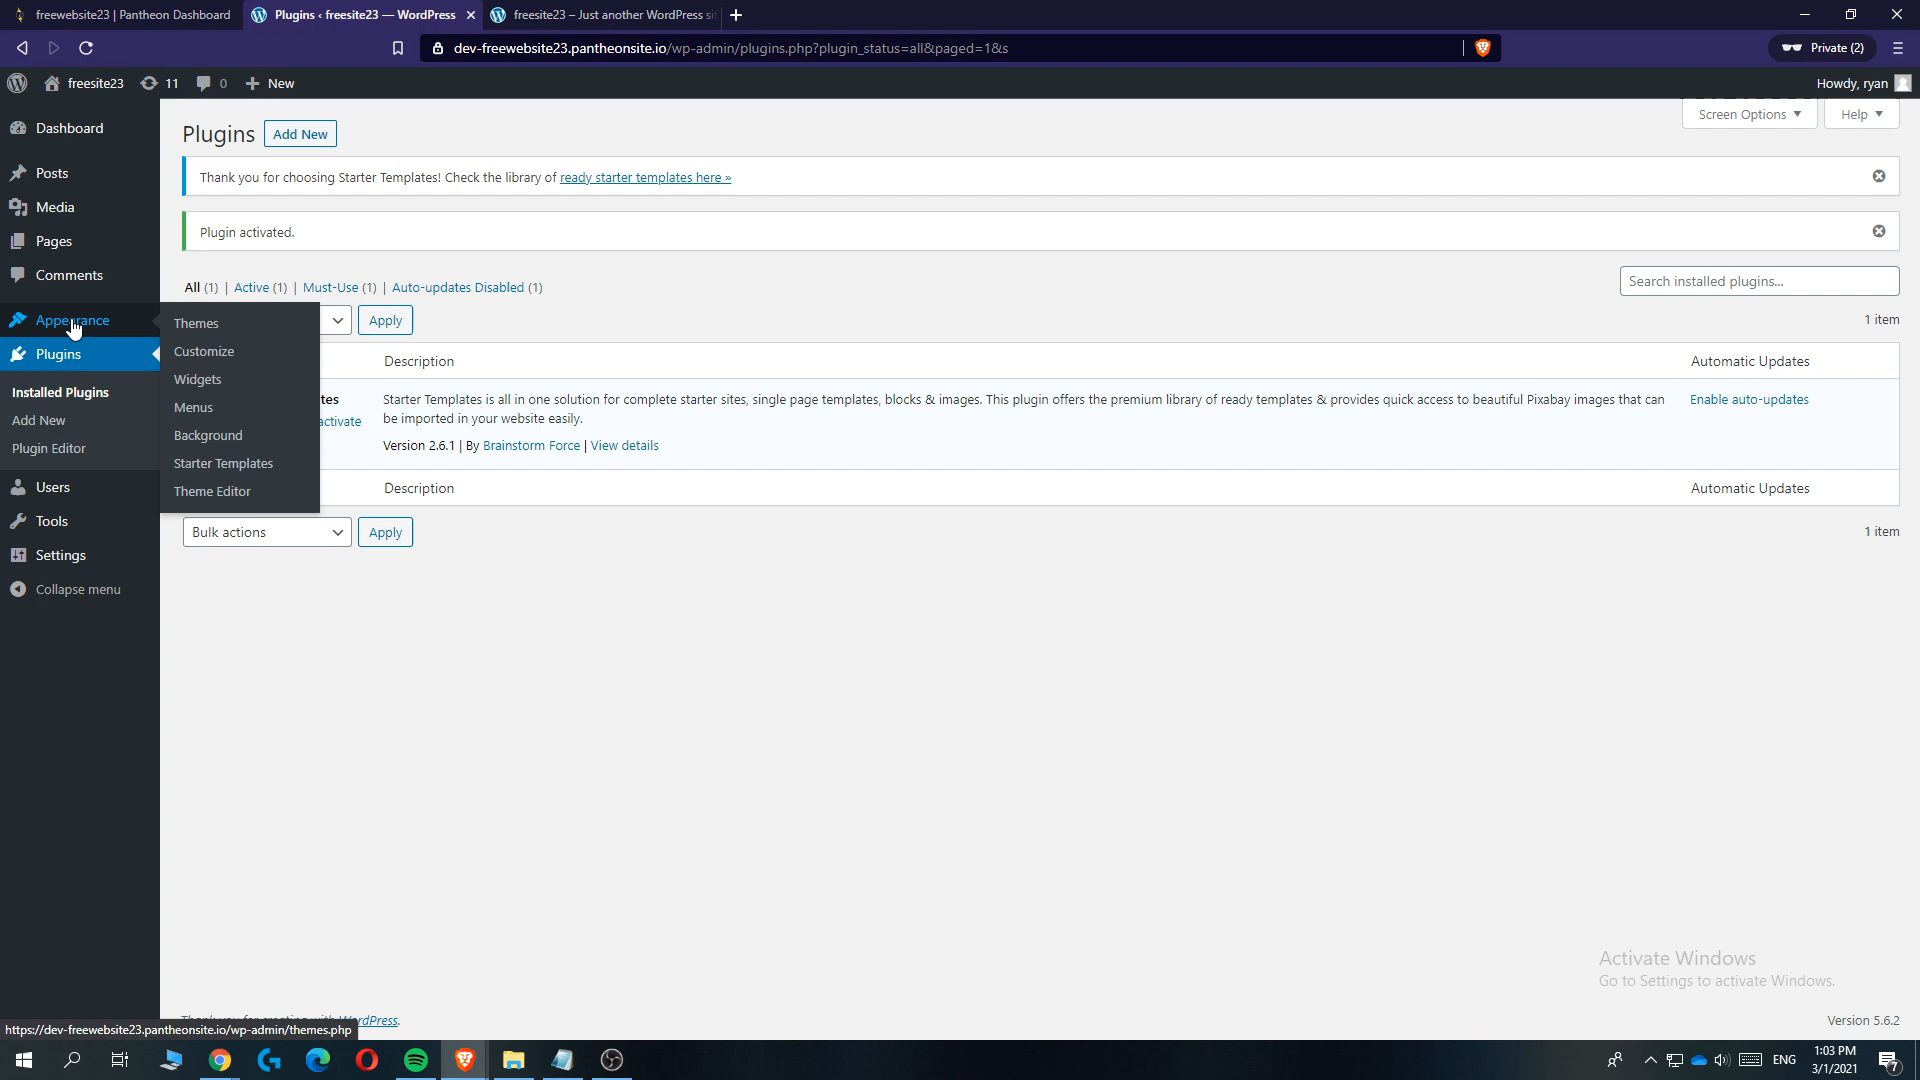 freewebsite23 | Pantheon Dashboard
Plugins ‹ freesite23 — WordPress
freesite23 – Just another WordPress si
dev-freewebsite23.pantheonsite.io/wp-admin/plugins.php?plugin_status=all&paged=1&s
Private (2)
freesite23
11
0
New
Howdy, ryan
Dashboard
Posts
Media
Pages
Comments
Appearance
Plugins
Installed Plugins
Add New
Plugin Editor
Users
Tools
Settings
Collapse menu
Themes
Customize
Widgets
Menus
Background
Starter Templates
Theme Editor
Plugins
Add New
Screen Options
Help
Thank you for choosing Starter Templates! Check the library of ready starter templates here »
Plugin activated.
All (1) | Active (1) | Must-Use (1) | Auto-updates Disabled (1)
Search installed plugins...
Apply
1 item
Description
Automatic Updates
tes
activate
Starter Templates is all in one solution for complete starter sites, single page templates, blocks & images. This plugin offers the premium library of ready templates & provides quick access to beautiful Pixabay images that can
be imported in your website easily.
Version 2.6.1 | By Brainstorm Force | View details
Enable auto-updates
Description
Automatic Updates
Bulk actions
Apply
1 item
Activate Windows
Go to Settings to activate Windows.
Thank you for creating with WordPress.
Version 5.6.2
https://dev-freewebsite23.pantheonsite.io/wp-admin/themes.php
ENG
1:03 PM
3/1/2021
7